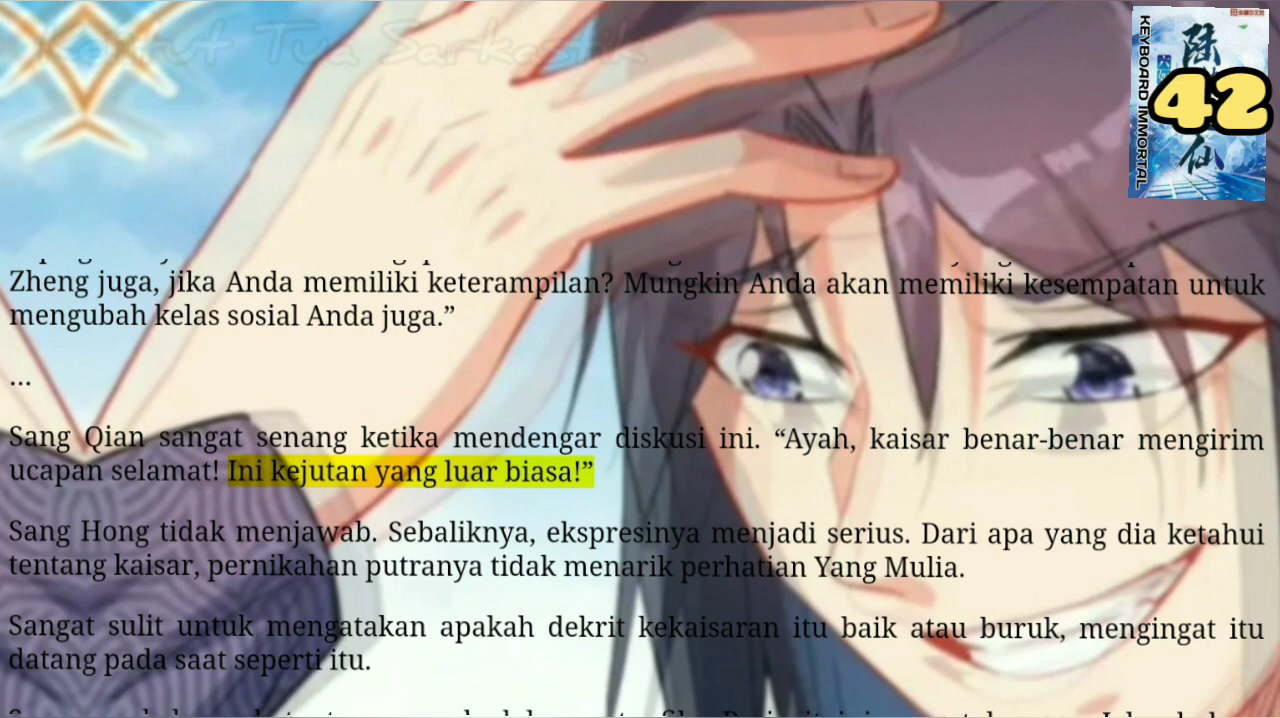 Tua Sarkastik
KEYBOARD IMMORTAL
42
仙
Zheng juga, jika Anda memiliki keterampilan? Mungkin Anda akan memiliki kesempatan untuk
mengubah kelas sosial Anda juga.”
...
Sang Qian sangat senang ketika mendengar diskusi ini. “Ayah, kaisar benar-benar mengirim
ucapan selamat! Ini kejutan yang luar biasa!”
Sang Hong tidak menjawab. Sebaliknya, ekspresinya menjadi serius. Dari apa yang dia ketahui
tentang kaisar, pernikahan putranya tidak menarik perhatian Yang Mulia.
Sangat sulit untuk mengatakan apakah dekrit kekaisaran itu baik atau buruk, mengingat itu
datang pada saat seperti itu.